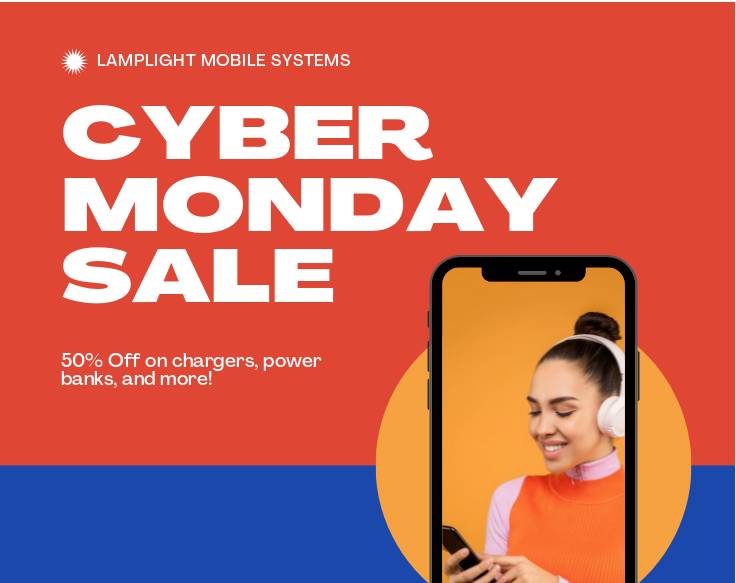 LAMPLIGHT MOBILE SYSTEMS
CYBER
MONDAY
SALE
50% Off on chargers, power
banks, and more!